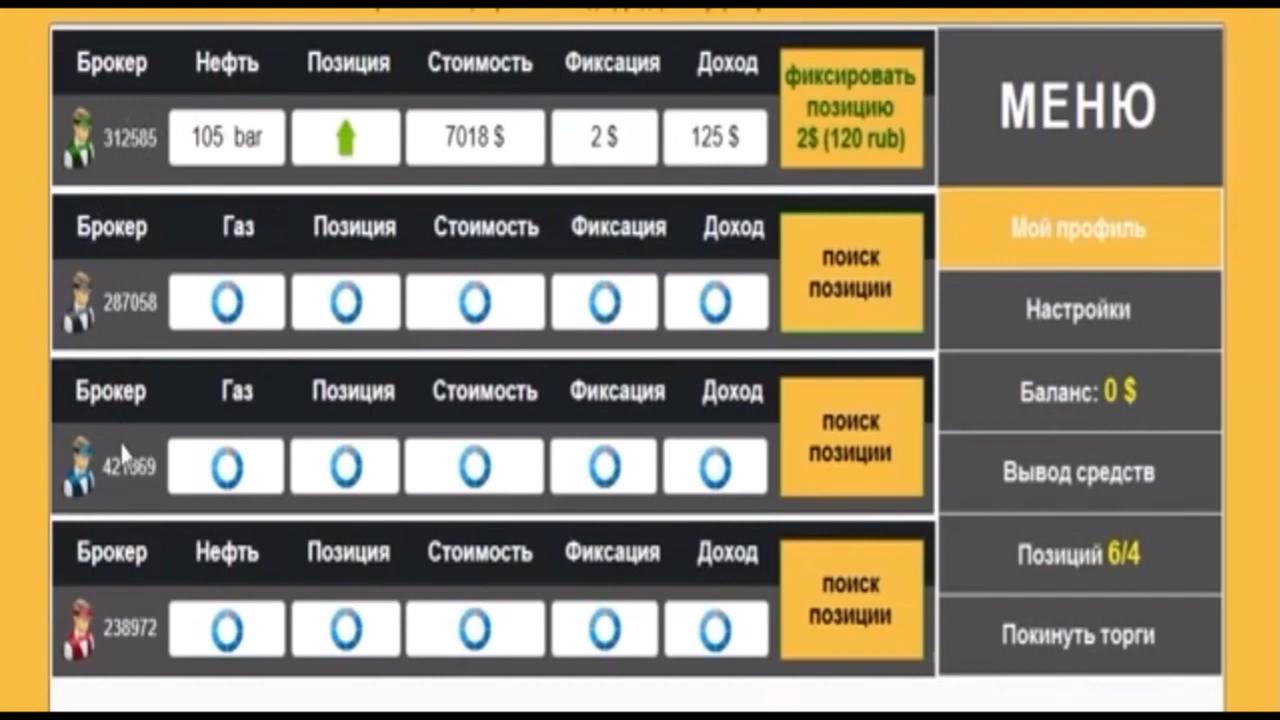 Брокер Нефть Позиция Стоимость Фиксация Доход
312585 105 bar 7018 $ 2 $ 125 $
фиксировать
позицию
2$ (120 rub)
Брокер Газ Позиция Стоимость Фиксация Доход
287058
поиск
позиции
Брокер Газ Позиция Стоимость Фиксация Доход
поиск
позиции
Брокер Нефть Позиция Стоимость Фиксация Доход
238972
поиск
позиции
МЕНЮ
Мой профиль
Настройки
Баланс: 0 $
Вывод средств
Позиций 6/4
Покинуть торги